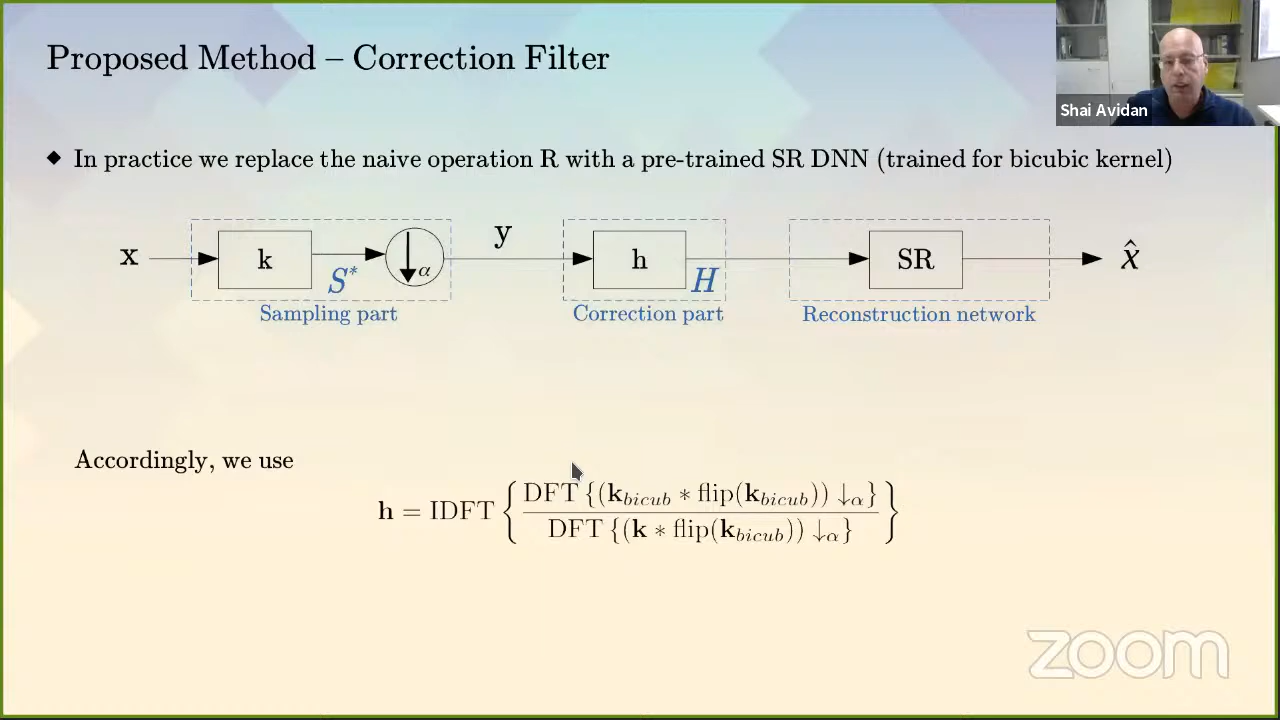 Proposed Method – Correction Filter
Shai Avidan
◆ In practice we replace the naive operation R with a pre-trained SR DNN (trained for bicubic kernel)
x k S* ↓α y h H SR x̂
Sampling part Correction part Reconstruction network
Accordingly, we use
h = IDFT { DFT {(k_bicub * flip(k_bicub)) ↓α} / DFT {(k * flip(k_bicub)) ↓α} }
zoom